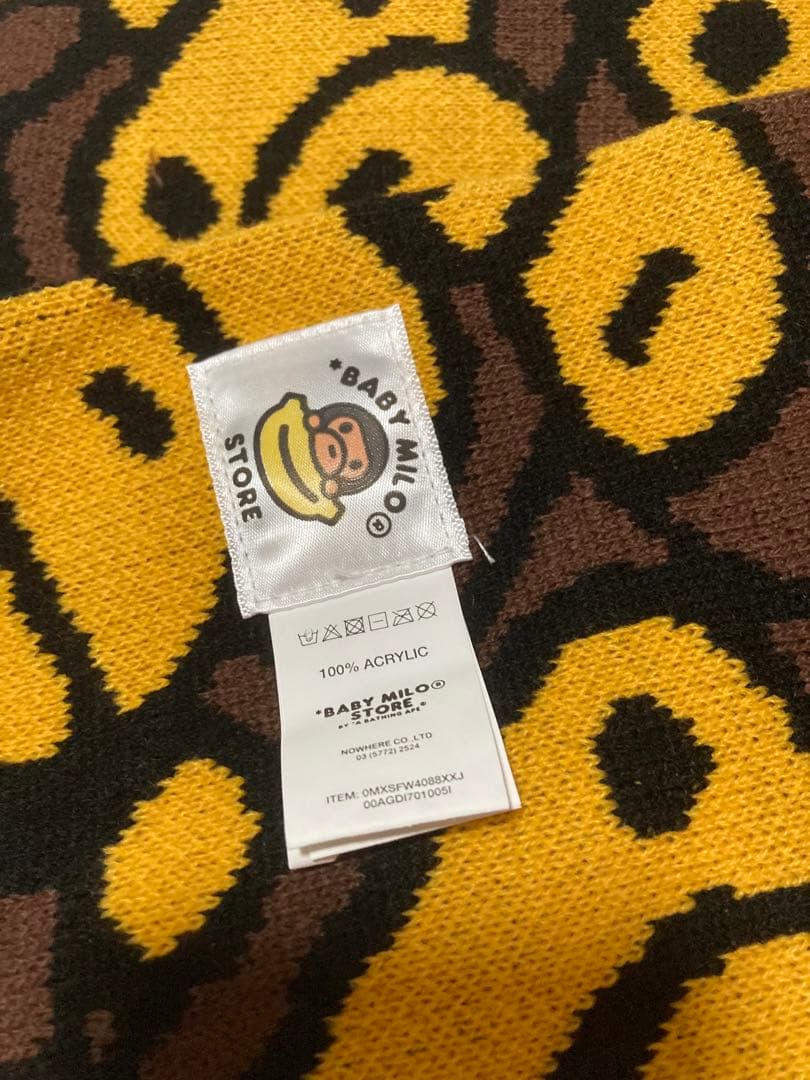 *BABY MILO®
STORE
100% ACRYLIC
*BABY MILO®
STORE
BY *A BATHING APE®
NOWHERE CO.,LTD
03 (5772) 2524
ITEM: 0MXSFW4088XXJ
00AGDI701005I